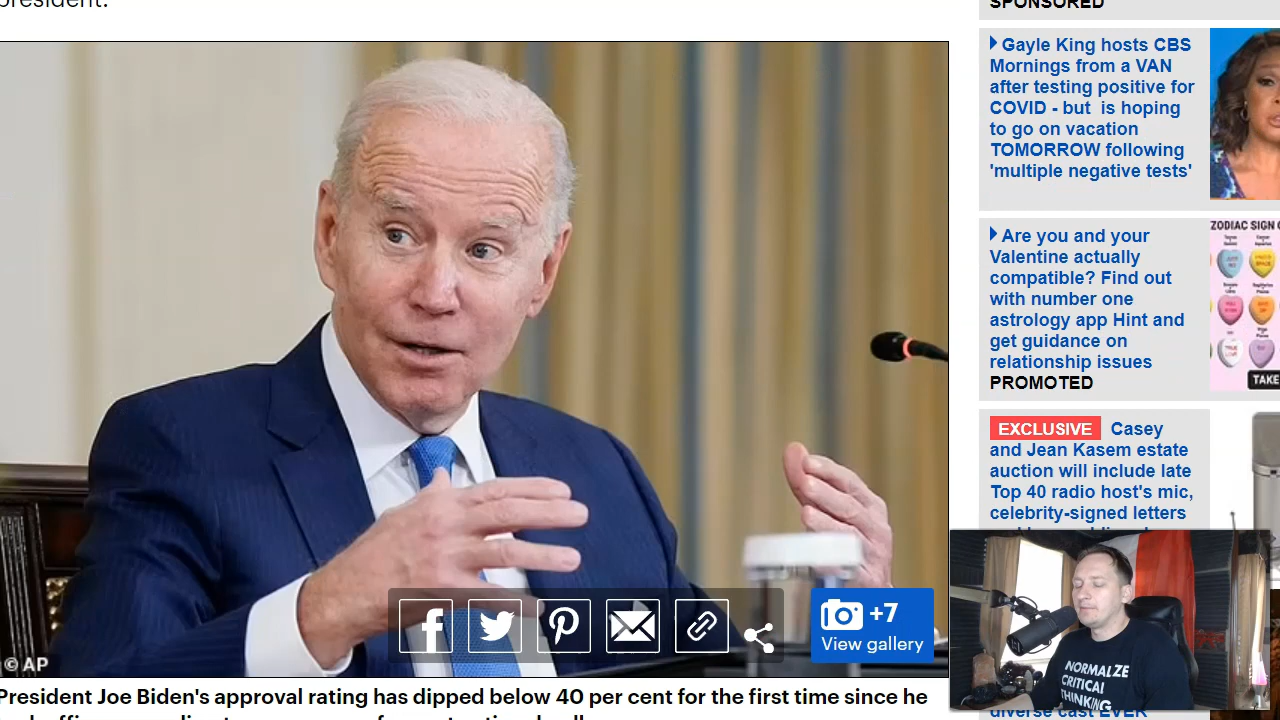 president.
© AP
+7
View gallery
President Joe Biden's approval rating has dipped below 40 per cent for the first time since he
SPONSORED
Gayle King hosts CBS
Mornings from a VAN
after testing positive for
COVID - but is hoping
to go on vacation
TOMORROW following
'multiple negative tests'
Are you and your
Valentine actually
compatible? Find out
with number one
astrology app Hint and
get guidance on
relationship issues
PROMOTED
ZODIAC SIGN
TRUE LOVE
TAKE
EXCLUSIVE Casey
and Jean Kasem estate
auction will include late
Top 40 radio host's mic,
celebrity-signed letters
NORMALIZE
CRITICAL
THINKING
diverse cast EVER